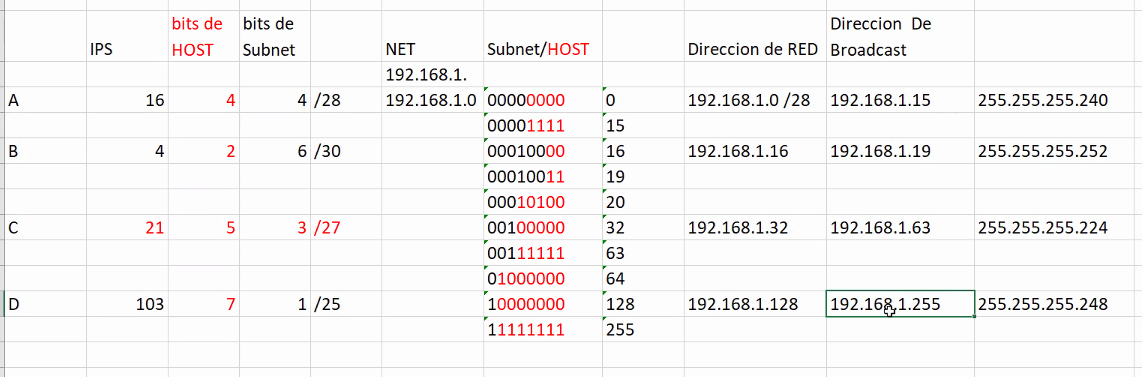 IPS bits de HOST bits de Subnet NET Subnet/HOST Direccion de RED Direccion De Broadcast
192.168.1.
A 16 4 4 /28 192.168.1.0 00000000 0 192.168.1.0 /28 192.168.1.15 255.255.255.240
00001111 15
B 4 2 6 /30 00010000 16 192.168.1.16 192.168.1.19 255.255.255.252
00010011 19
00010100 20
C 21 5 3 /27 00100000 32 192.168.1.32 192.168.1.63 255.255.255.224
00111111 63
01000000 64
D 103 7 1 /25 10000000 128 192.168.1.128 192.168.1.255 255.255.255.248
11111111 255